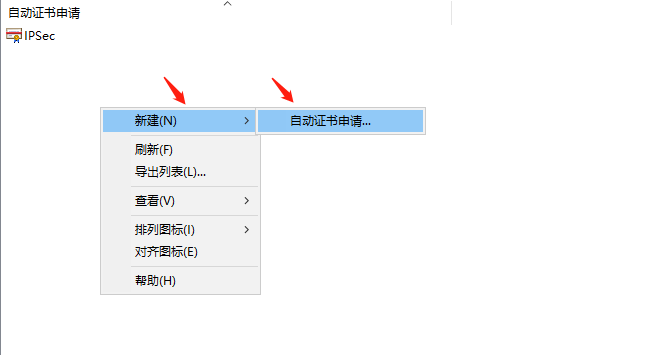 自动证书申请
IPSec
新建(N)
自动证书申请...
刷新(F)
导出列表(L)...
查看(V)
排列图标(I)
对齐图标(E)
帮助(H)